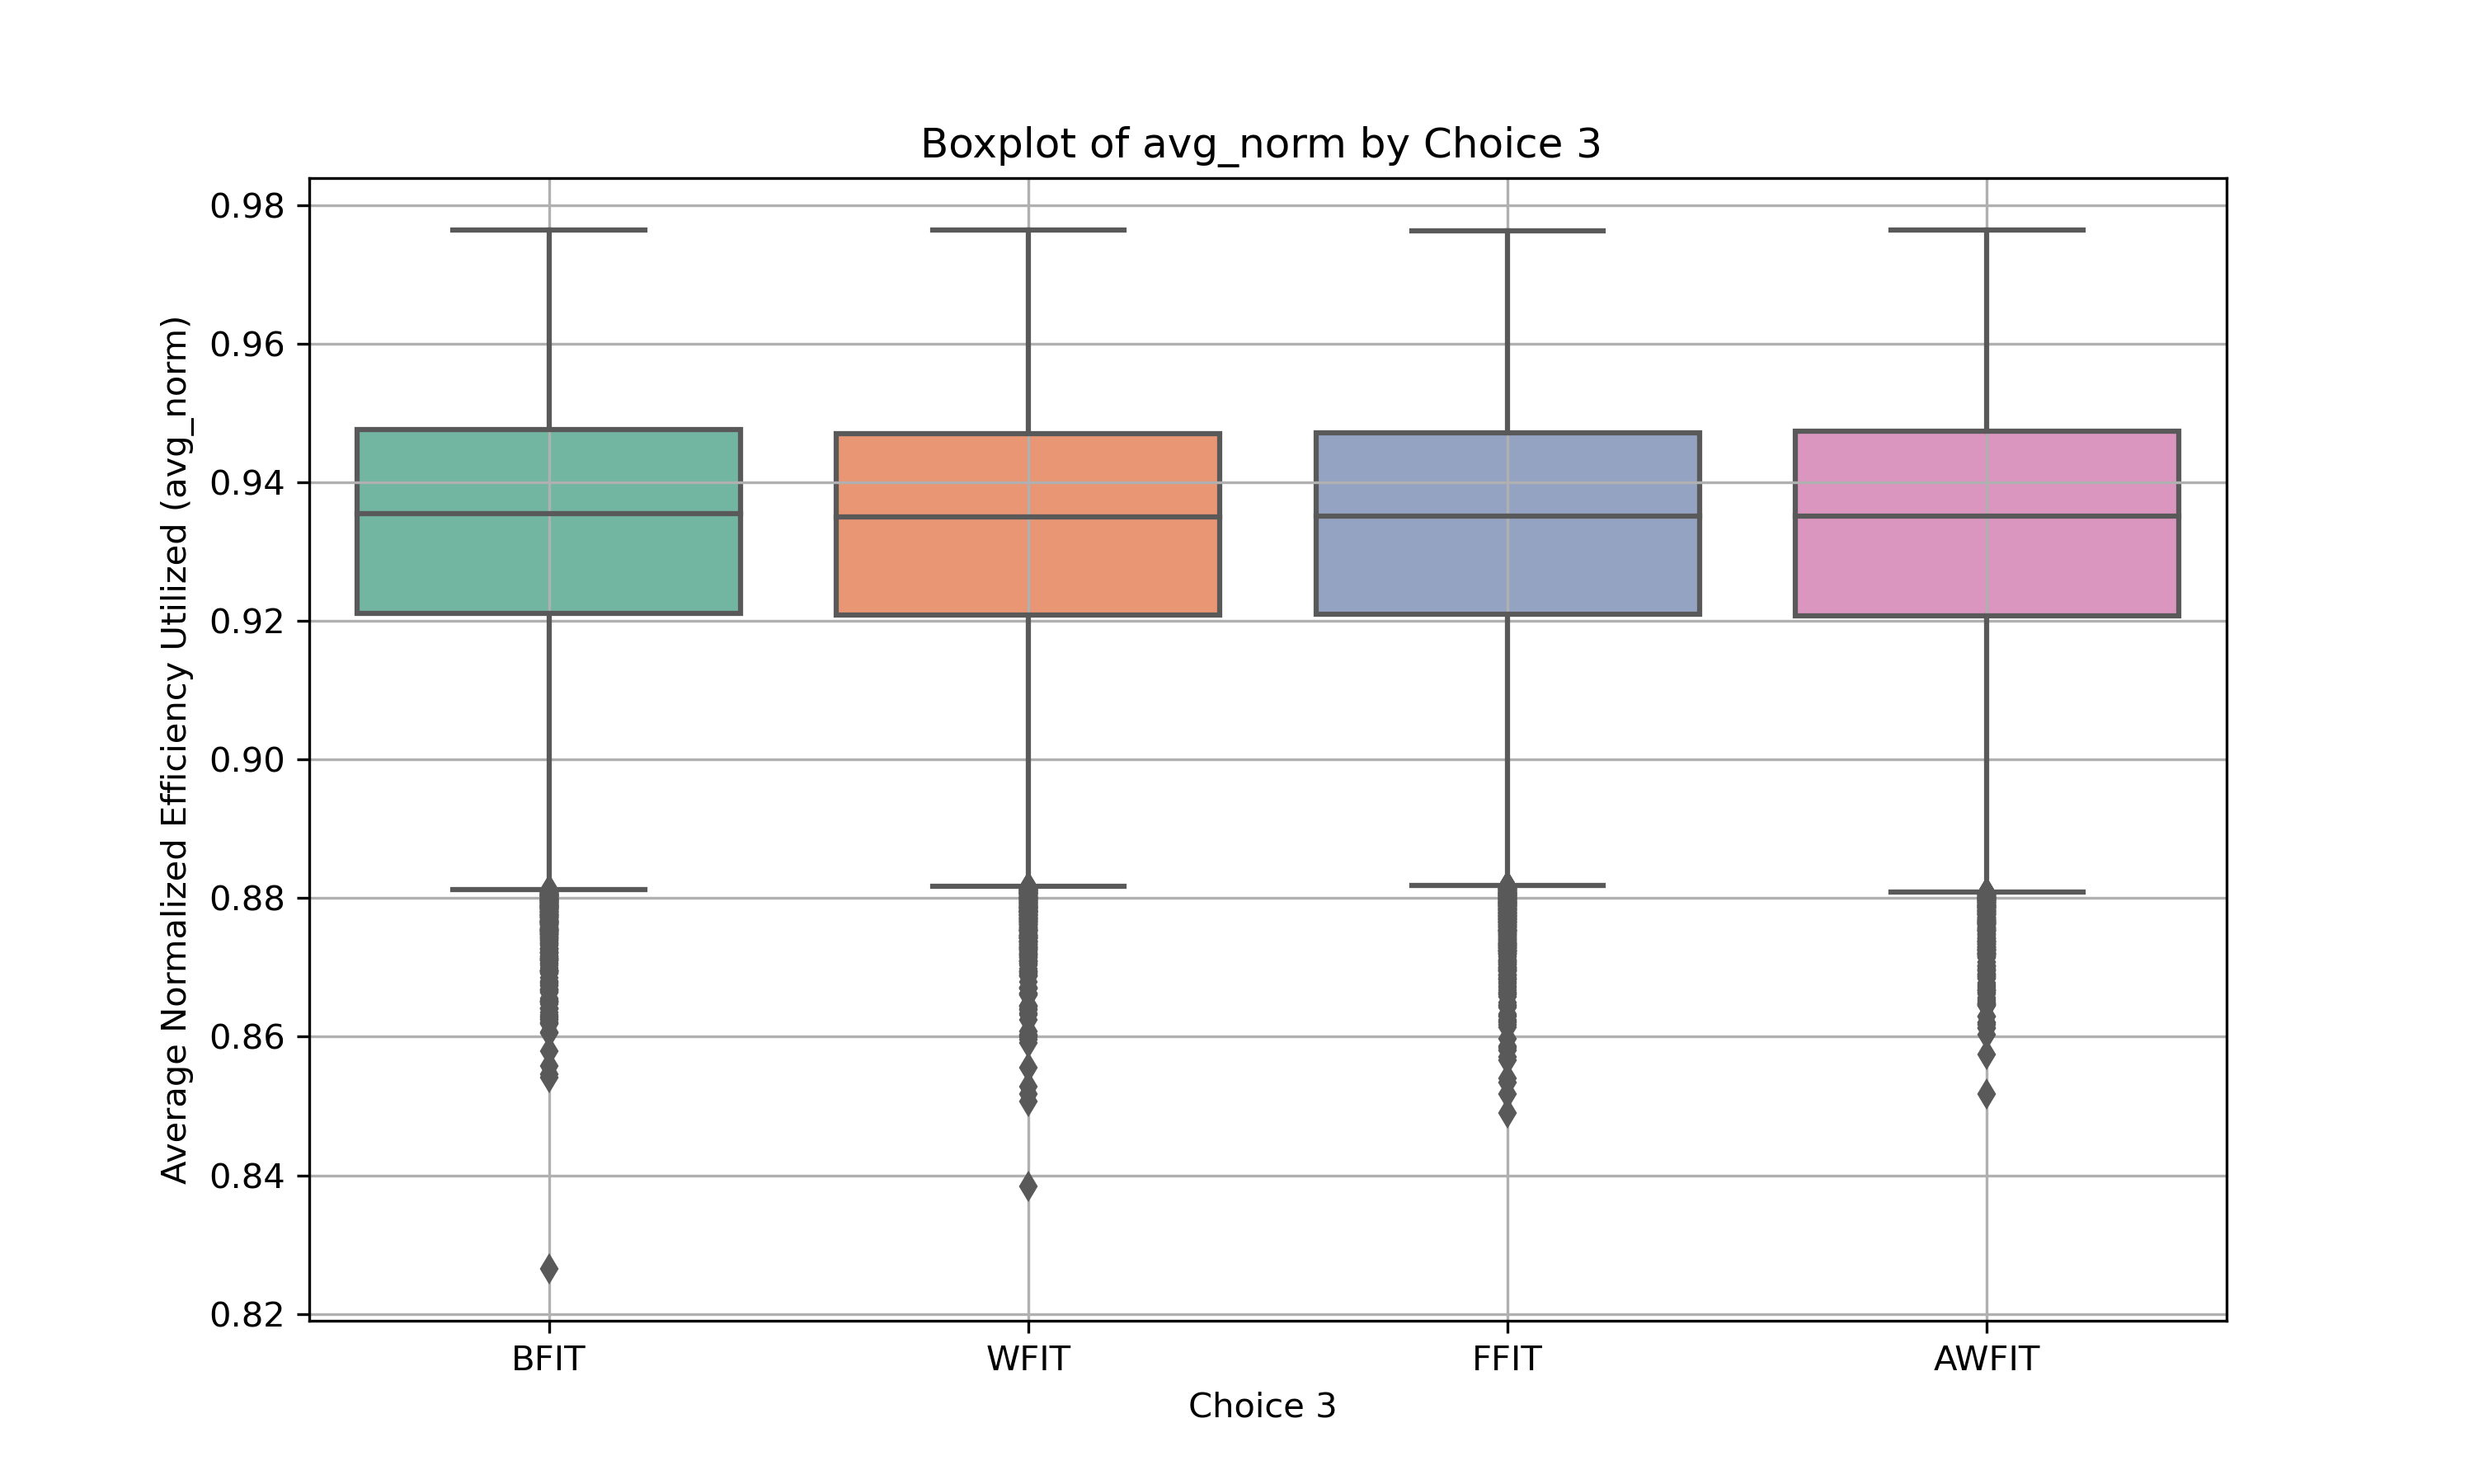 Boxplot of avg_norm by Choice 3
Average Normalized Efficiency Utilized (avg_norm)
0.98
0.96
0.94
0.92
0.90
0.88
0.86
0.84
0.82
BFIT WFIT FFIT AWFIT
Choice 3